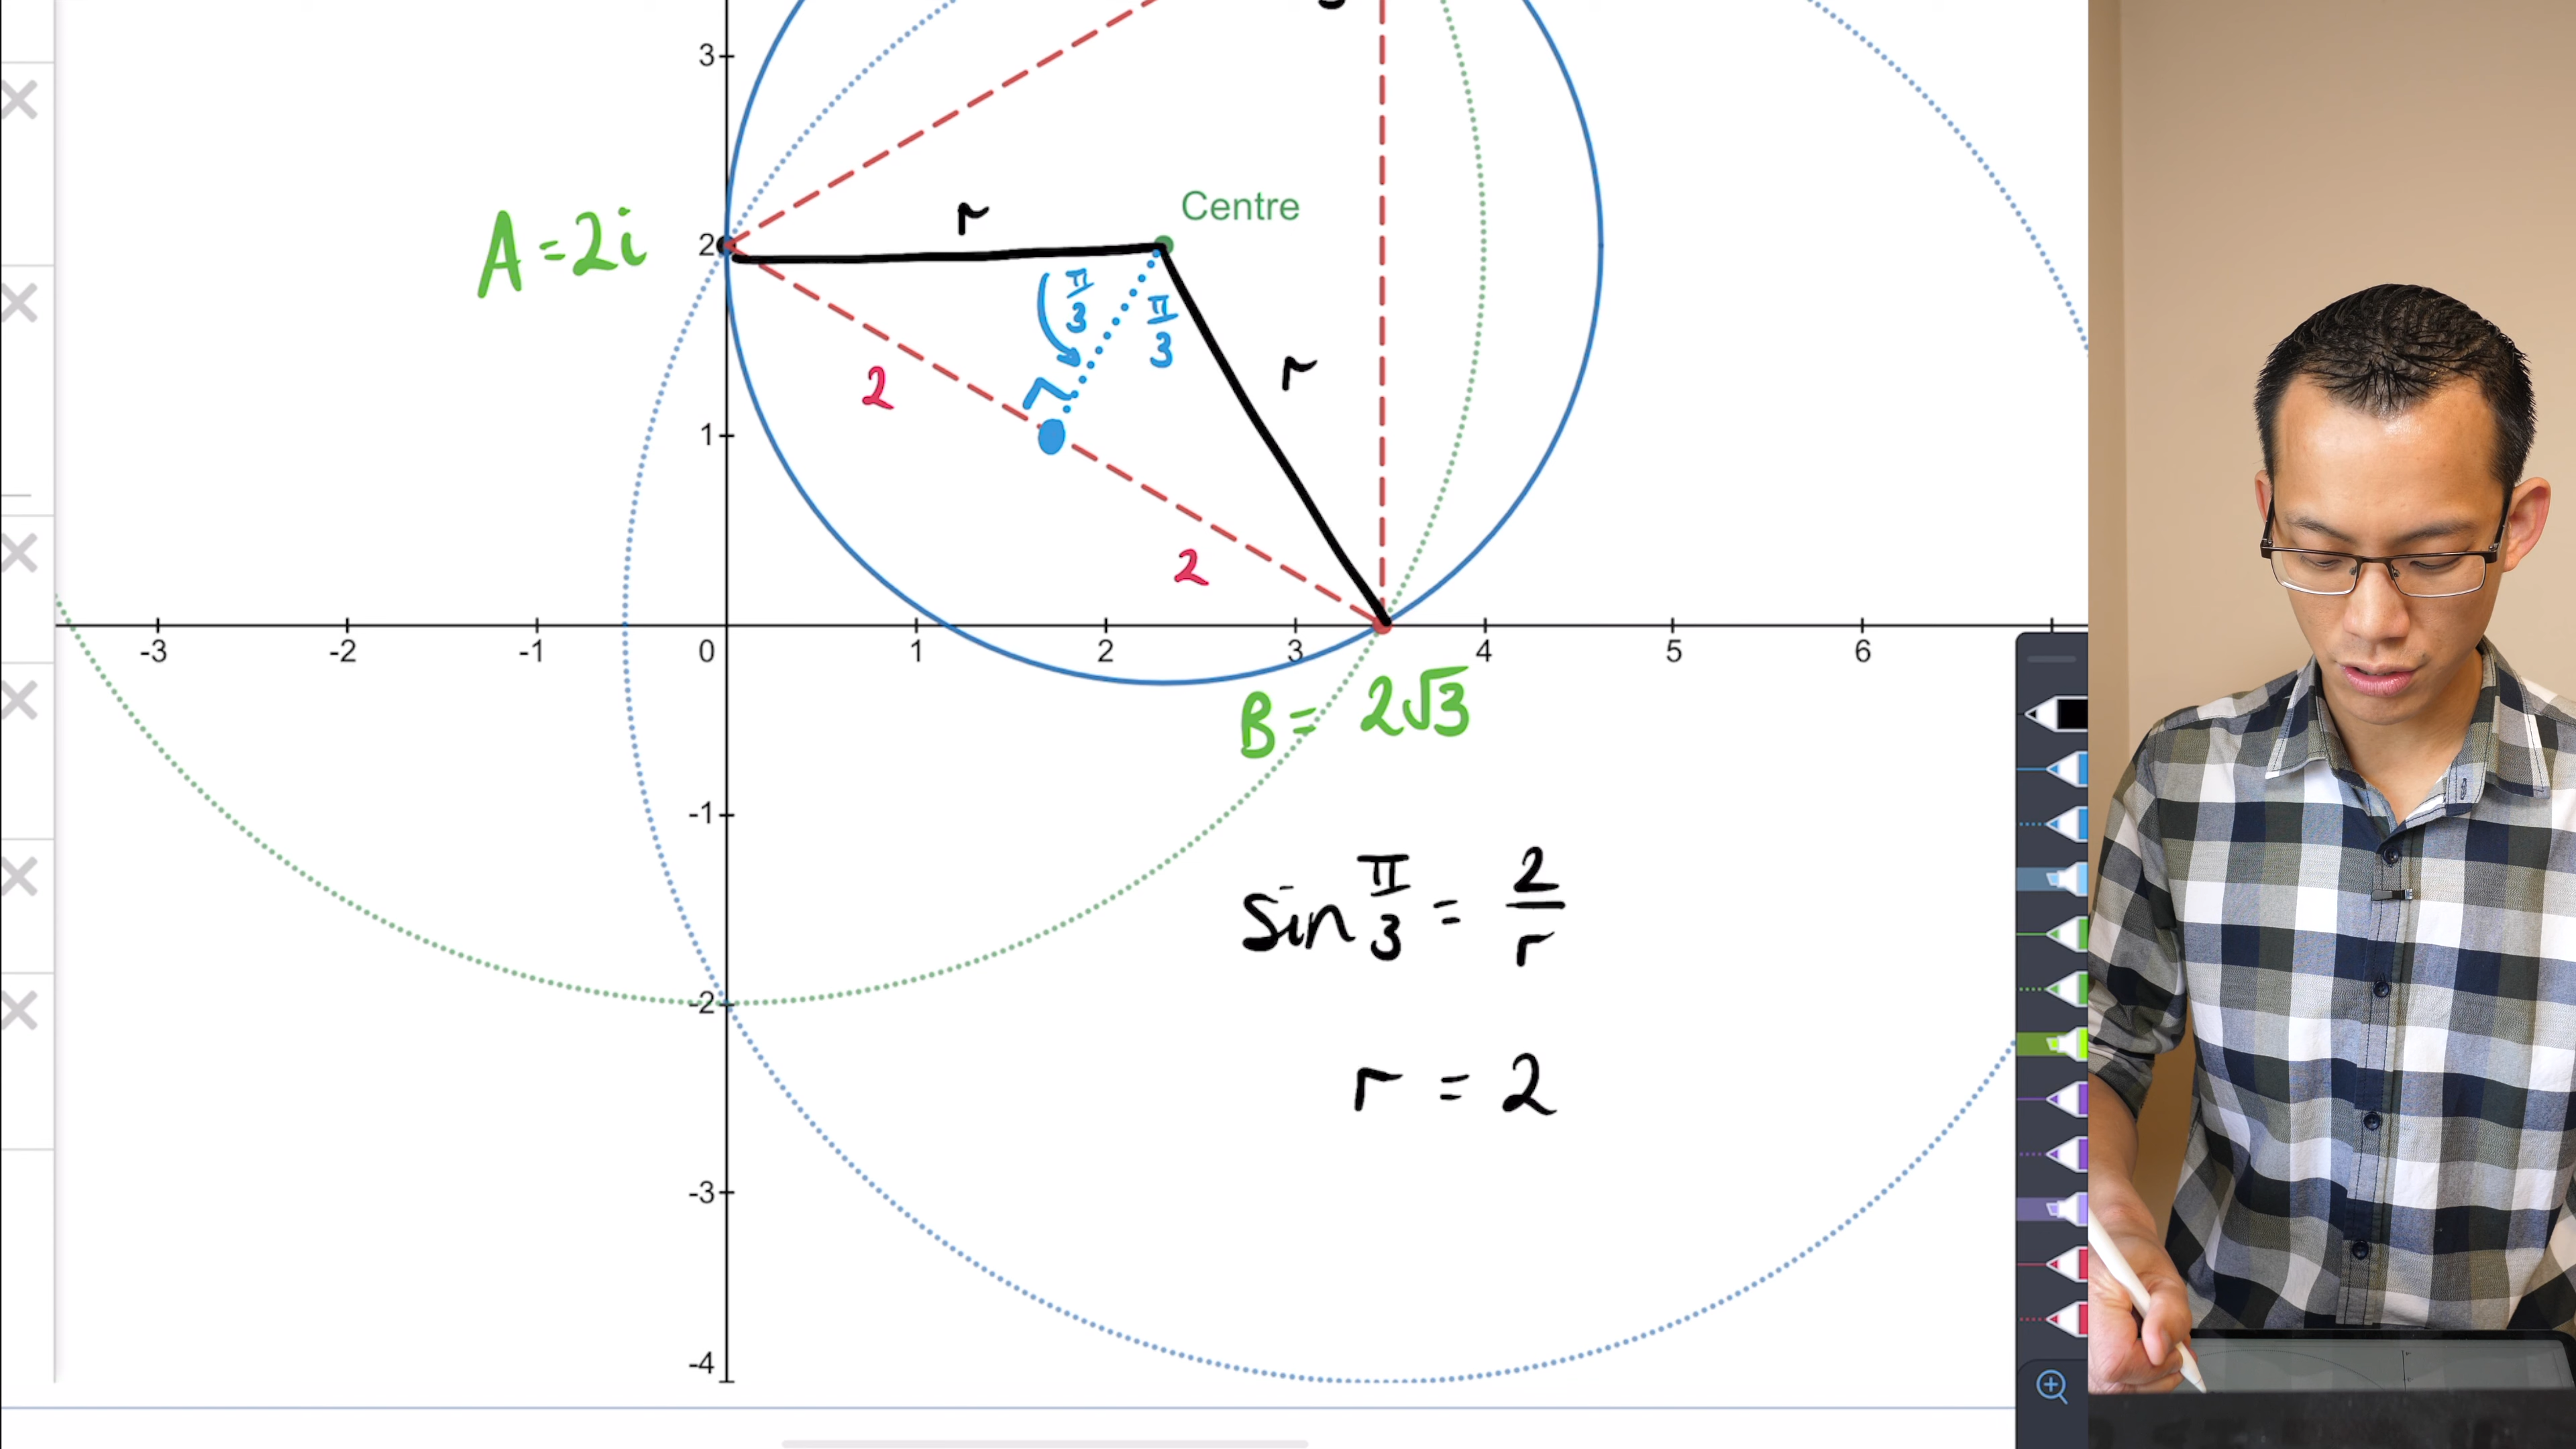 3
Centre
r
A = 2i
2
π/3
π/3
r
2
1
2
-3 -2 -1 0 1 2 3 4 5 6
B = 2√3
-1
sin π/3 = 2/r
-2
r = 2
-3
-4